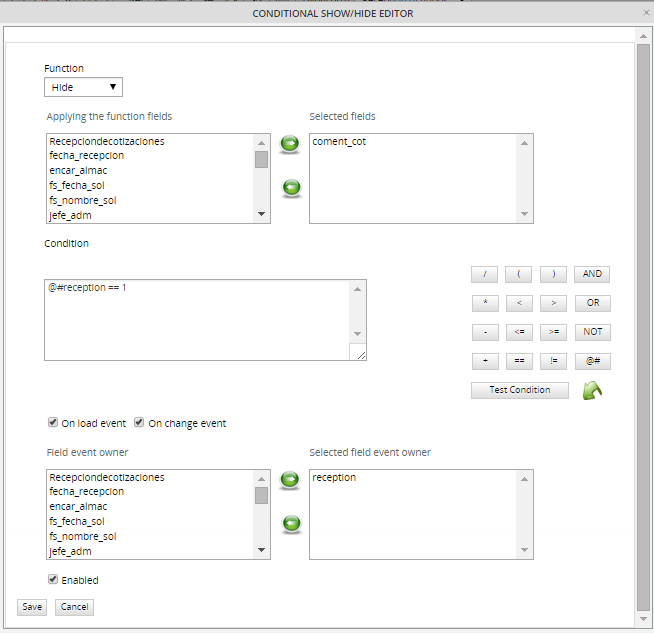 CONDITIONAL SHOW/HIDE EDITOR ×
Function
Hide ▼
Applying the function fields Selected fields
Recepciondecotizaciones coment_cot
fecha_recepcion
encar_almac
fs_fecha_sol
fs_nombre_sol
jefe_adm
Condition
@#reception == 1
/ ( ) AND
* < > OR
- <= >= NOT
+ == != @#
Test Condition
On load event On change event
Field event owner Selected field event owner
Recepciondecotizaciones reception
fecha_recepcion
encar_almac
fs_fecha_sol
fs_nombre_sol
jefe_adm
Enabled
Save Cancel